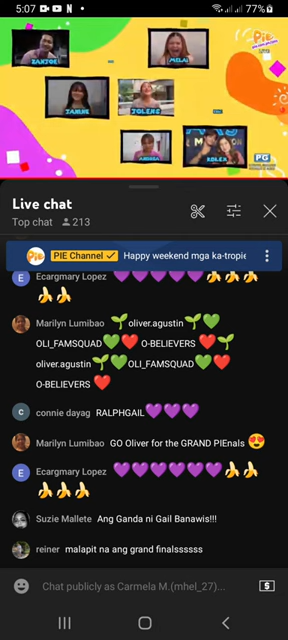 5:07
77%
ZANJOE
MELAI
Pie
JANINE
JOLENE
PG
Live chat
Top chat 213
Pie PIE Channel ✓ Happy weekend mga ka-tropie
E Ecargmary Lopez 💜💜💜💜💜💜🍌🍌🍌
🍌🍌
Marilyn Lumibao 🌱oliver.agustin🌱💚
OLI_FAMSQUAD💚❤️ O-BELIEVERS ❤️🌱
oliver.agustin🌱💚OLI_FAMSQUAD💚❤️
O-BELIEVERS ❤️
c connie dayag RALPHGAIL💜💜💜
Marilyn Lumibao GO Oliver for the GRAND PIEnals 😍
E Ecargmary Lopez 💜💜💜💜💜💜🍌🍌
🍌🍌🍌
Suzie Mallete Ang Ganda ni Gail Banawis!!!
reiner malapit na ang grand finalssssss
Chat publicly as Carmela M.(mhel_27)...